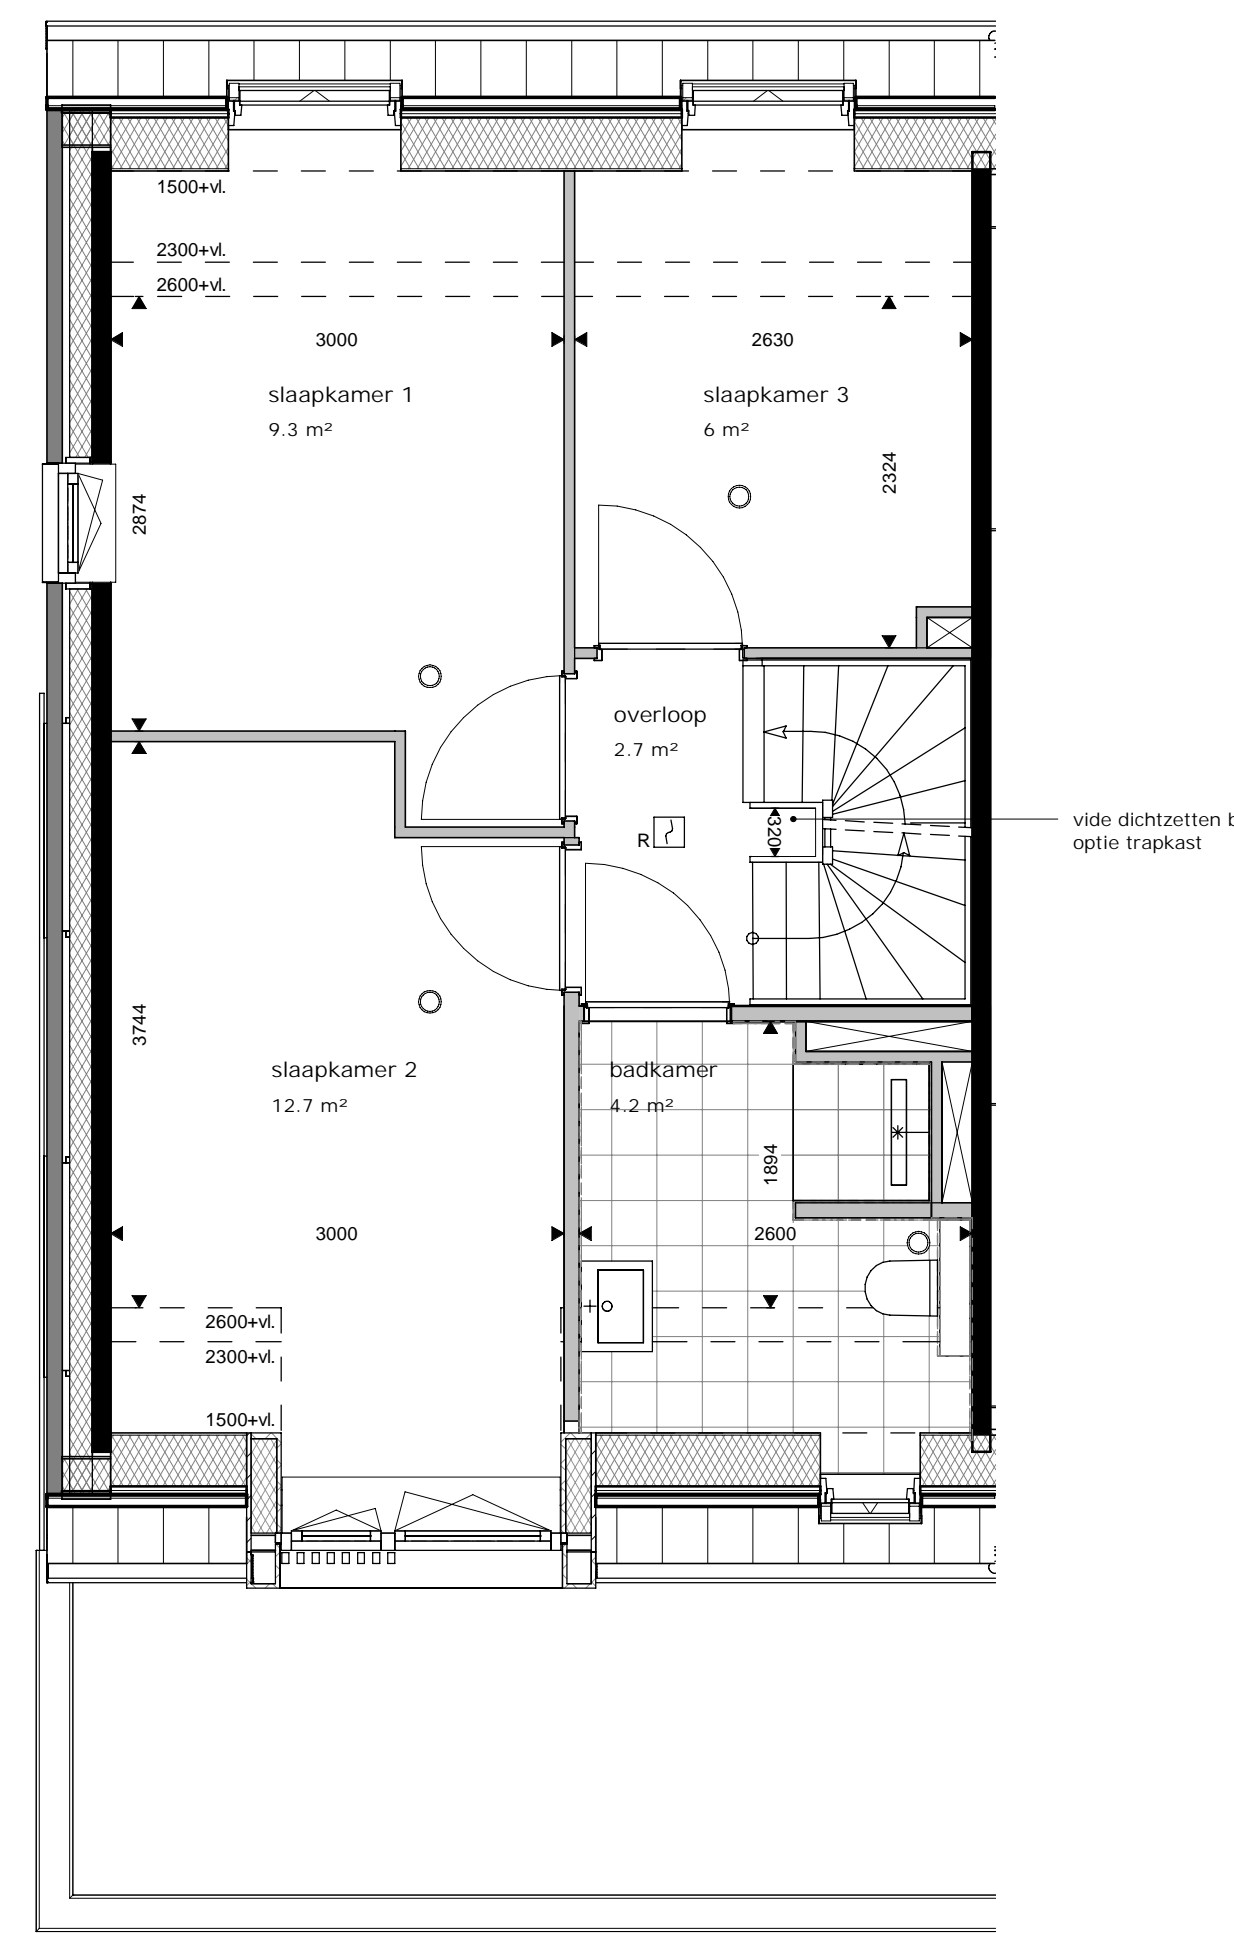 1500+vl.
2300+vl.
2600+vl.
3000
2630
slaapkamer 1
9.3 m²
slaapkamer 3
6 m²
2874
2324
overloop
2.7 m²
R
320
vide dichtzetten b
optie trapkast
3744
slaapkamer 2
12.7 m²
badkamer
4.2 m²
1894
3000
2600
2600+vl.
2300+vl.
1500+vl.